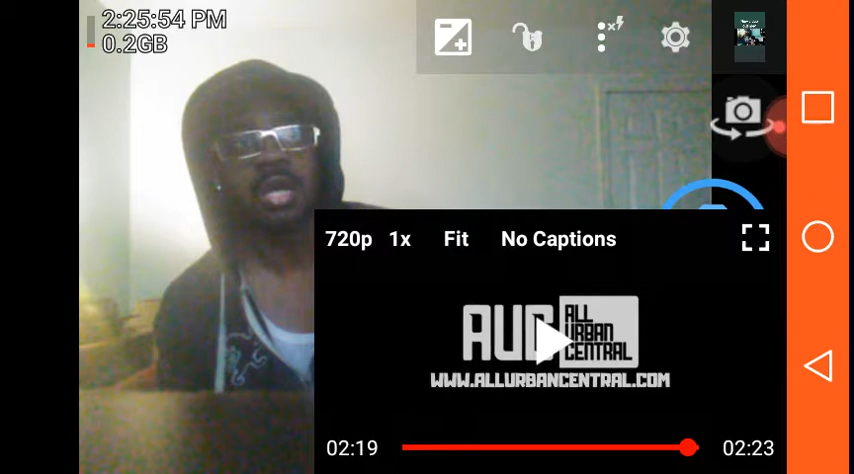 2:25:54 PM
0.2GB
720p 1x Fit No Captions
AUC ALL
URBAN
CENTRAL
WWW.ALLURBANCENTRAL.COM
02:19 02:23